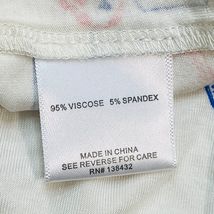 95% VISCOSE 5% SPANDEX
MADE IN CHINA
SEE REVERSE FOR CARE
RN# 138432